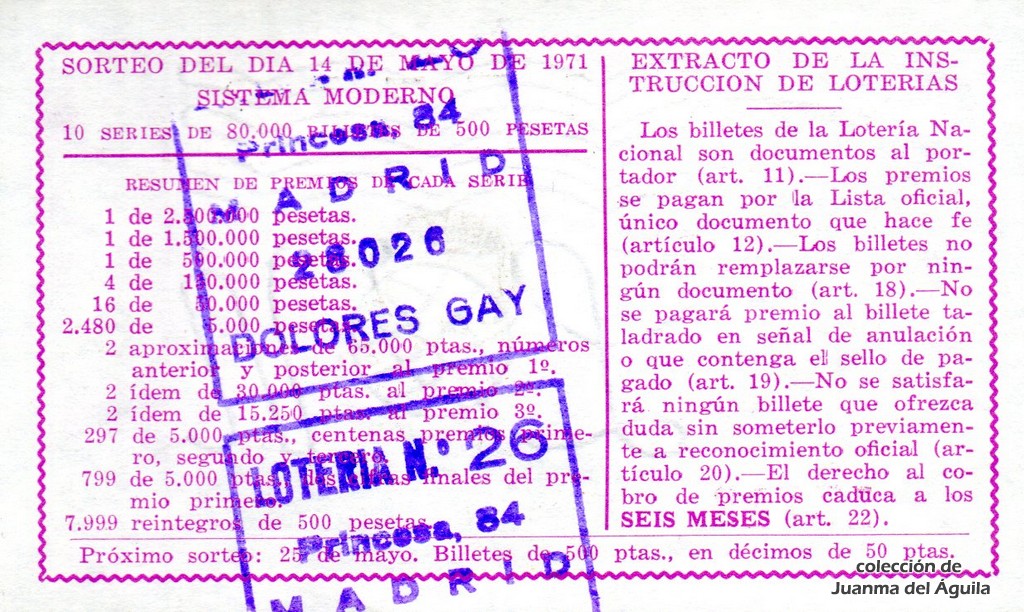 SORTEO DEL DIA 14 DE MAYO DE 1971
SISTEMA MODERNO
10 SERIES DE 80.000 BILLETES DE 500 PESETAS
RESUMEN DE PREMIOS DE CADA SERIE
1 de 2.500.000 pesetas.
1 de 1.500.000 pesetas.
1 de 500.000 pesetas.
4 de 130.000 pesetas.
16 de 50.000 pesetas.
2.480 de 5.000 pesetas.
2 aproximaciones de 65.000 ptas., números
anterior y posterior al premio 1º.
2 ídem de 30.000 ptas. al premio 2º.
2 ídem de 15.250 ptas. al premio 3º.
297 de 5.000 ptas., centenas premios prime-
ro, segundo y tercero.
799 de 5.000 ptas., dos cifras finales del pre-
mio primero.
7.999 reintegros de 500 pesetas.
EXTRACTO DE LA INS-
TRUCCION DE LOTERIAS
Los billetes de la Lotería Na-
cional son documentos al por-
tador (art. 11).—Los premios
se pagan por la Lista oficial,
único documento que hace fe
(artículo 12).—Los billetes no
podrán remplazarse por nin-
gún documento (art. 18).—No
se pagará premio al billete ta-
ladrado en señal de anulación
o que contenga el sello de pa-
gado (art. 19).—No se satisfa-
rá ningún billete que ofrezca
duda sin someterlo previamen-
te a reconocimiento oficial (ar-
tículo 20).—El derecho al co-
bro de premios caduca a los
SEIS MESES (art. 22).
Próximo sorteo: 25 de mayo. Billetes de 500 ptas., en décimos de 50 ptas.
Princesa, 84
MADRID
28026
DOLORES GAY
LOTERIA N.º 26
Princesa, 84
MADRID
colección de
Juanma del Águila